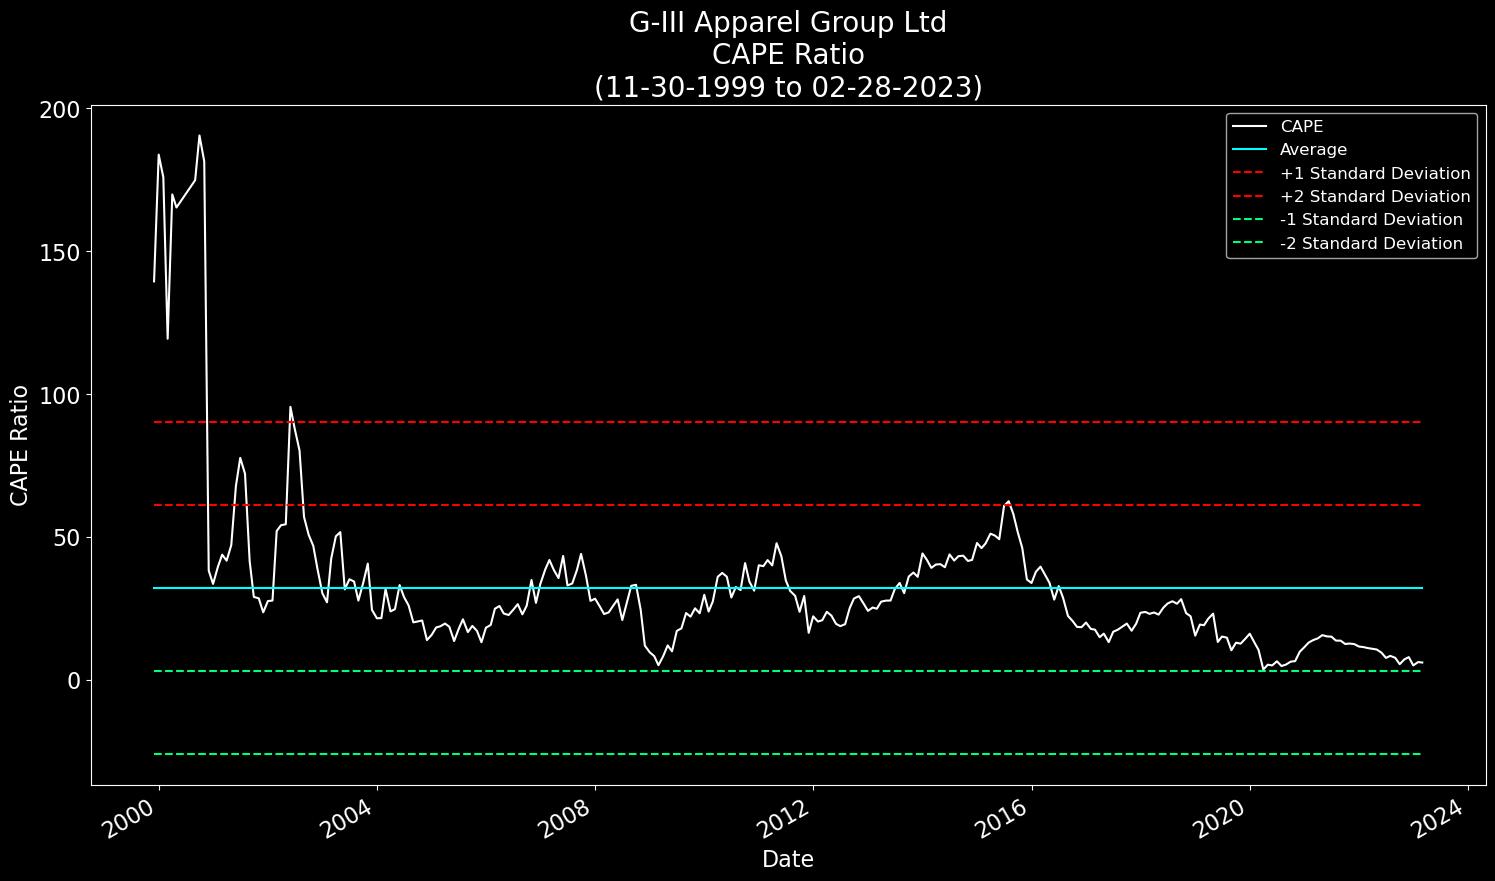 G-III Apparel Group Ltd
CAPE Ratio
(11-30-1999 to 02-28-2023)
CAPE
Average
+1 Standard Deviation
+2 Standard Deviation
-1 Standard Deviation
-2 Standard Deviation
CAPE Ratio
200
150
100
50
0
2000
2004
2008
2012
2016
2020
2024
Date